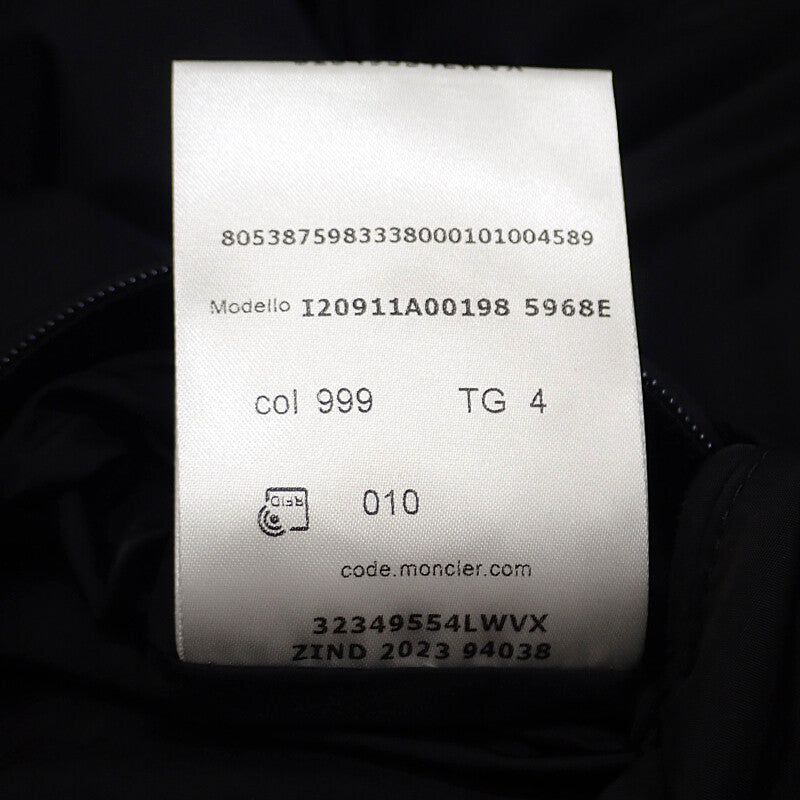 8053875983338000101004589
Modello I20911A00198 5968E
col 999 TG 4
RFID 010
code.moncler.com
32349554LWVX
ZIND 2023 94038